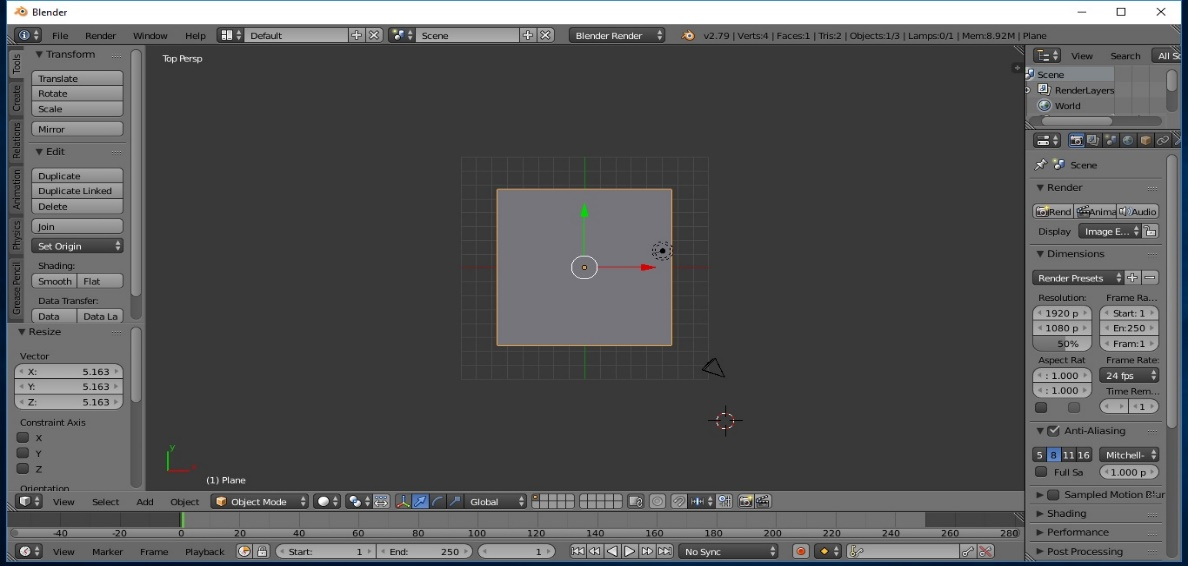 Blender
File Render Window Help Default Scene Blender Render v2.79 | Verts:4 | Faces:1 | Tris:2 | Objects:1/3 | Lamps:0/1 | Mem:8.92M | Plane
Tools
Create
Relations
Animation
Physics
Grease Pencil
Transform
Translate
Rotate
Scale
Mirror
Edit
Duplicate
Duplicate Linked
Delete
Join
Set Origin
Shading:
Smooth Flat
Data Transfer:
Data Data La
Resize
Vector
X: 5.163
Y: 5.163
Z: 5.163
Constraint Axis
X
Y
Z
Orientation
Top Persp
y
x
(1) Plane
View Select Add Object Object Mode Global
-40 -20 0 20 40 60 80 100 120 140 160 180 200 220 240 260 280
View Marker Frame Playback Start: 1 End: 250 1 No Sync
View Search All Sc
Scene
RenderLayers
World
Scene
Render
Rend Anima Audio
Display Image E...
Dimensions
Render Presets
Resolution: Frame Ra...
1920 p Start: 1
1080 p En:250
50% Fram:1
Aspect Rat Frame Rate:
: 1.000 24 fps
: 1.000 Time Rem...
1
Anti-Aliasing
5 8 11 16 Mitchell-
Full Sa 1.000 p
Sampled Motion Blur
Shading
Performance
Post Processing